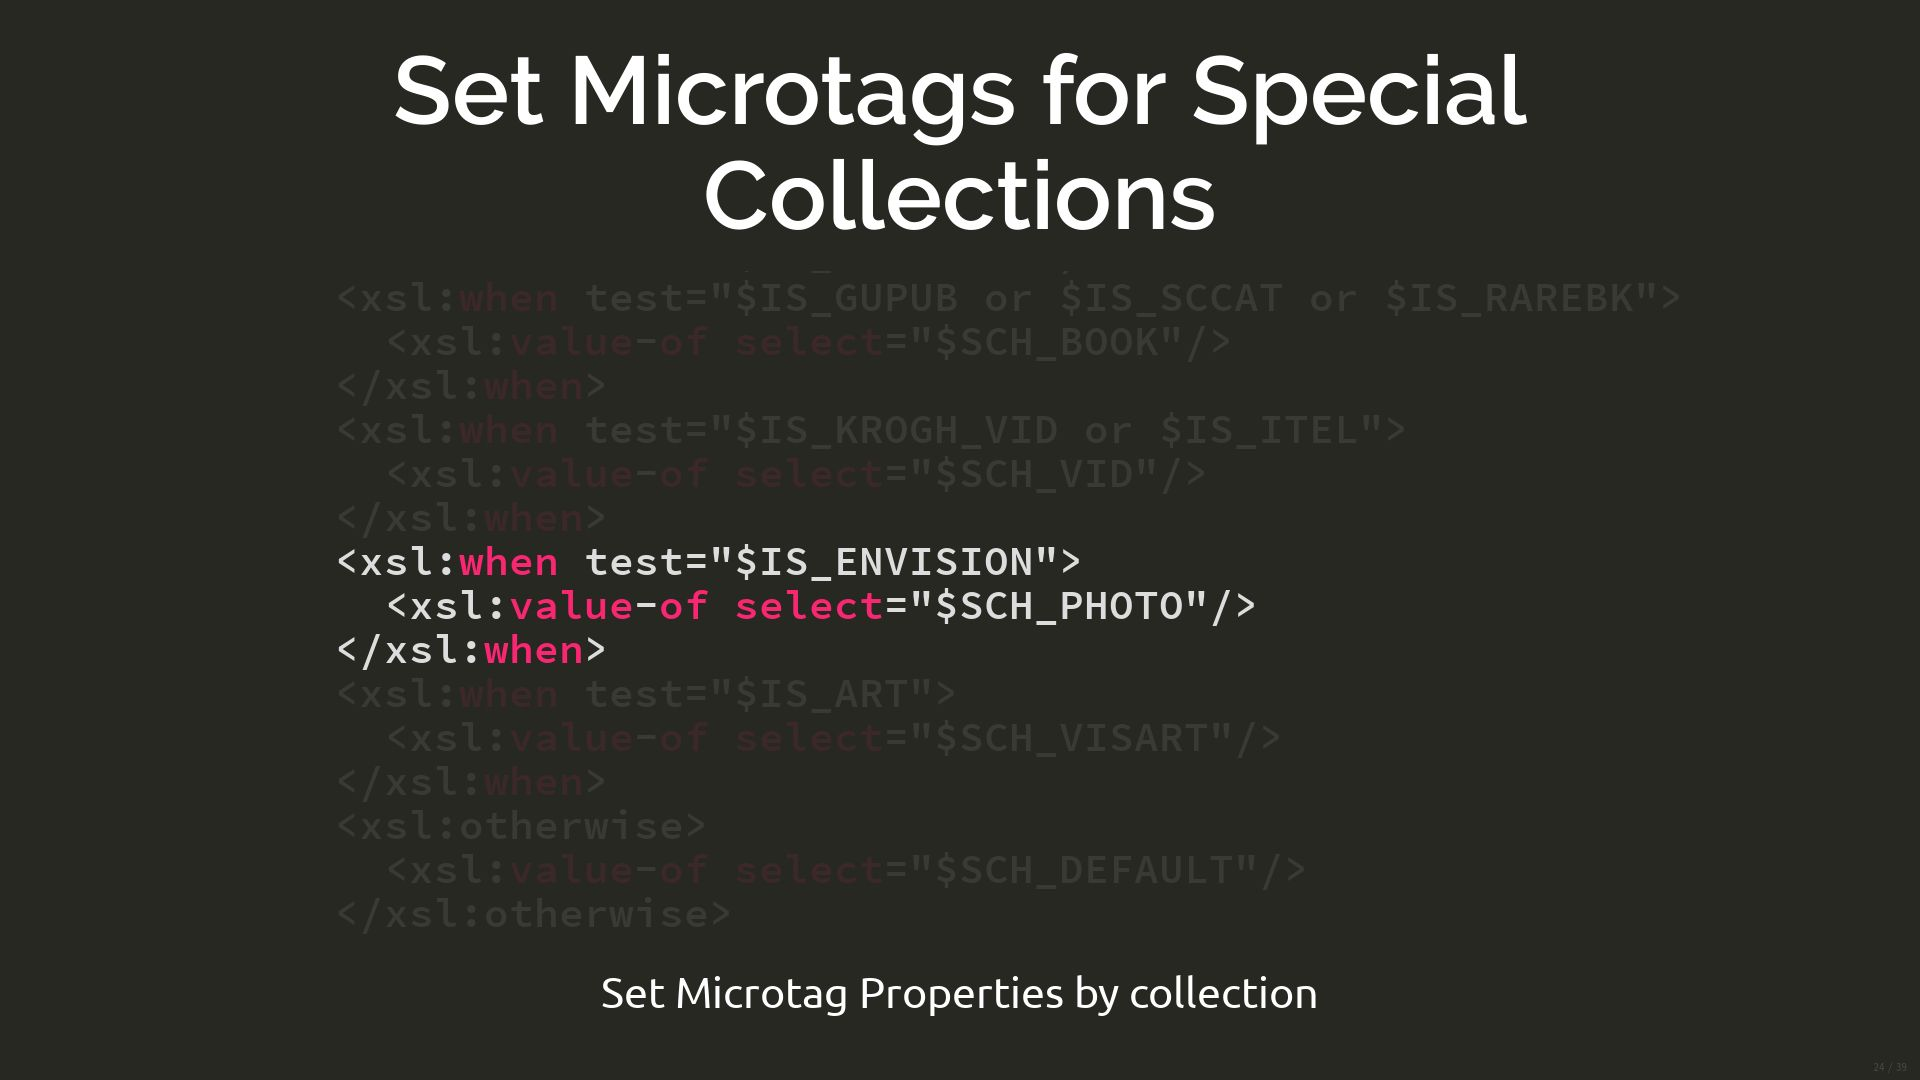 Set Microtags for Special
Collections
<xsl:when test="$IS_GUPUB or $IS_SCCAT or $IS_RAREBK">
  <xsl:value-of select="$SCH_BOOK"/>
</xsl:when>
<xsl:when test="$IS_KROGH_VID or $IS_ITEL">
  <xsl:value-of select="$SCH_VID"/>
</xsl:when>
<xsl:when test="$IS_ENVISION">
  <xsl:value-of select="$SCH_PHOTO"/>
</xsl:when>
<xsl:when test="$IS_ART">
  <xsl:value-of select="$SCH_VISART"/>
</xsl:when>
<xsl:otherwise>
  <xsl:value-of select="$SCH_DEFAULT"/>
</xsl:otherwise>
Set Microtag Properties by collection
24 / 39